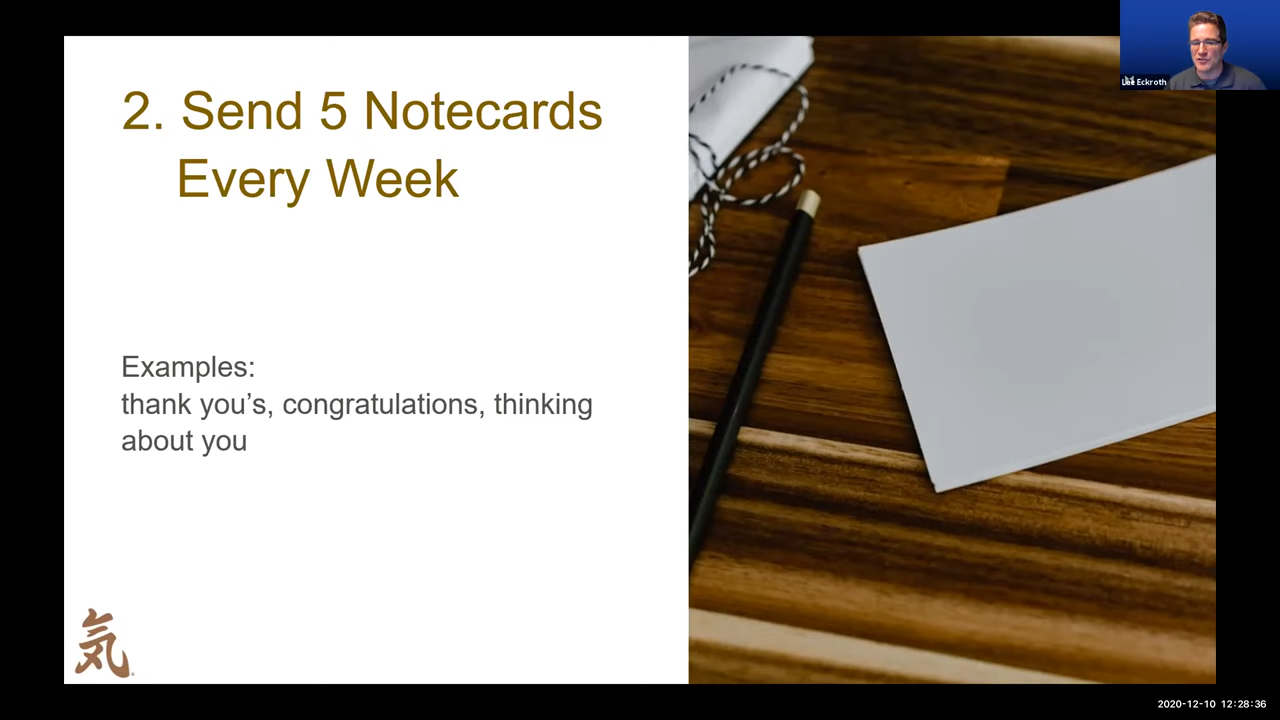 Lee Eckroth
2. Send 5 Notecards
Every Week
Examples:
thank you’s, congratulations, thinking
about you
気
2020-12-10 12:28:36